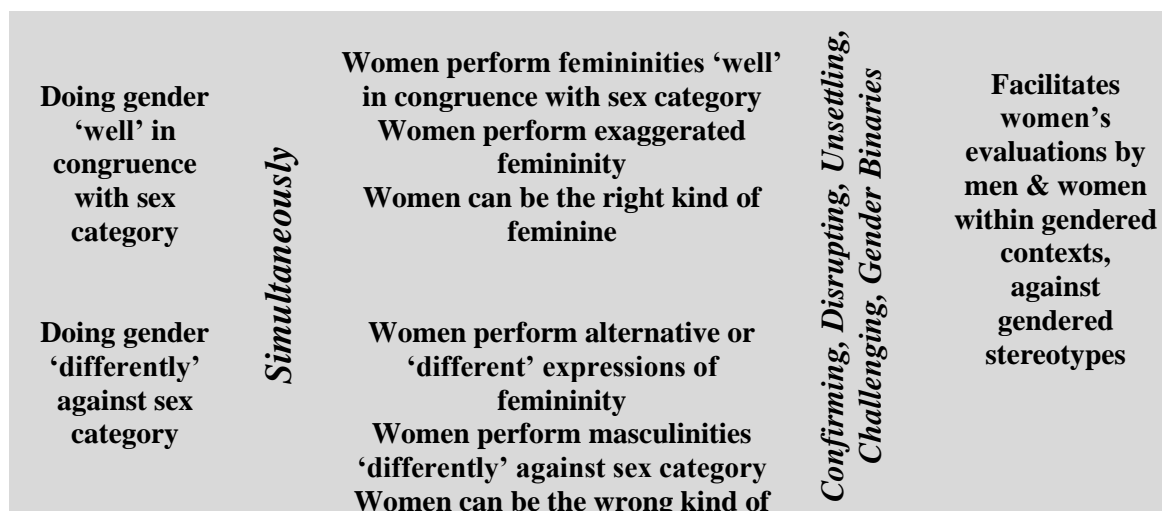 Doing gender
‘well’ in
congruence
with sex
category
Doing gender
‘differently’
against sex
category
Simultaneously
Women perform femininities ‘well’
in congruence with sex category
Women perform exaggerated
femininity
Women can be the right kind of
feminine
Women perform alternative or
‘different’ expressions of
femininity
Women perform masculinities
‘differently’ against sex category
Women can be the wrong kind of
Confirming, Disrupting, Unsettling,
Challenging, Gender Binaries
Facilitates
women’s
evaluations by
men & women
within gendered
contexts,
against
gendered
stereotypes